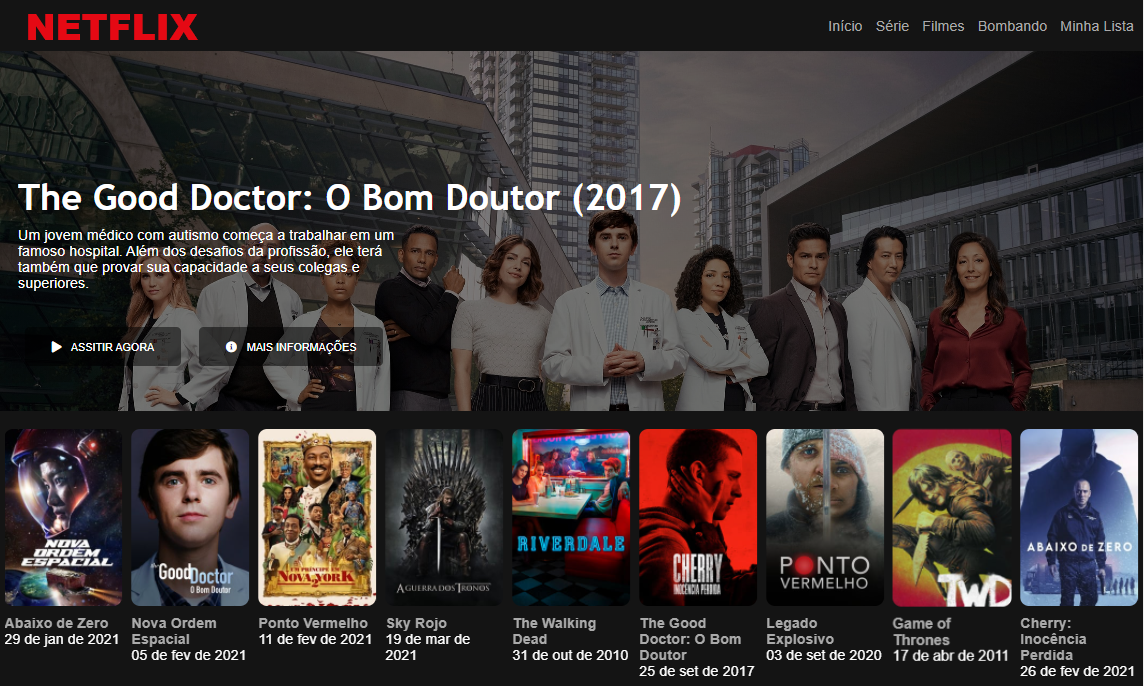 NETFLIX
Início Série Filmes Bombando Minha Lista
The Good Doctor: O Bom Doutor (2017)
Um jovem médico com autismo começa a trabalhar em um
famoso hospital. Além dos desafios da profissão, ele terá
também que provar sua capacidade a seus colegas e
superiores.
ASSITIR AGORA
MAIS INFORMAÇÕES
NOVA
ORDEM
ESPACIAL
the Good Doctor
O Bom Doutor
UM PRÍNCIPE EM
NOVA YORK
A GUERRA DOS TRONOS
RIVERDALE
CHERRY
INOCÊNCIA PERDIDA
PONTO
VERMELHO
TWD
ABAIXO DE ZERO
Abaixo de Zero
29 de jan de 2021
Nova Ordem
Espacial
05 de fev de 2021
Ponto Vermelho
11 de fev de 2021
Sky Rojo
19 de mar de
2021
The Walking
Dead
31 de out de 2010
The Good
Doctor: O Bom
Doutor
25 de set de 2017
Legado
Explosivo
03 de set de 2020
Game of
Thrones
17 de abr de 2011
Cherry:
Inocência
Perdida
26 de fev de 2021